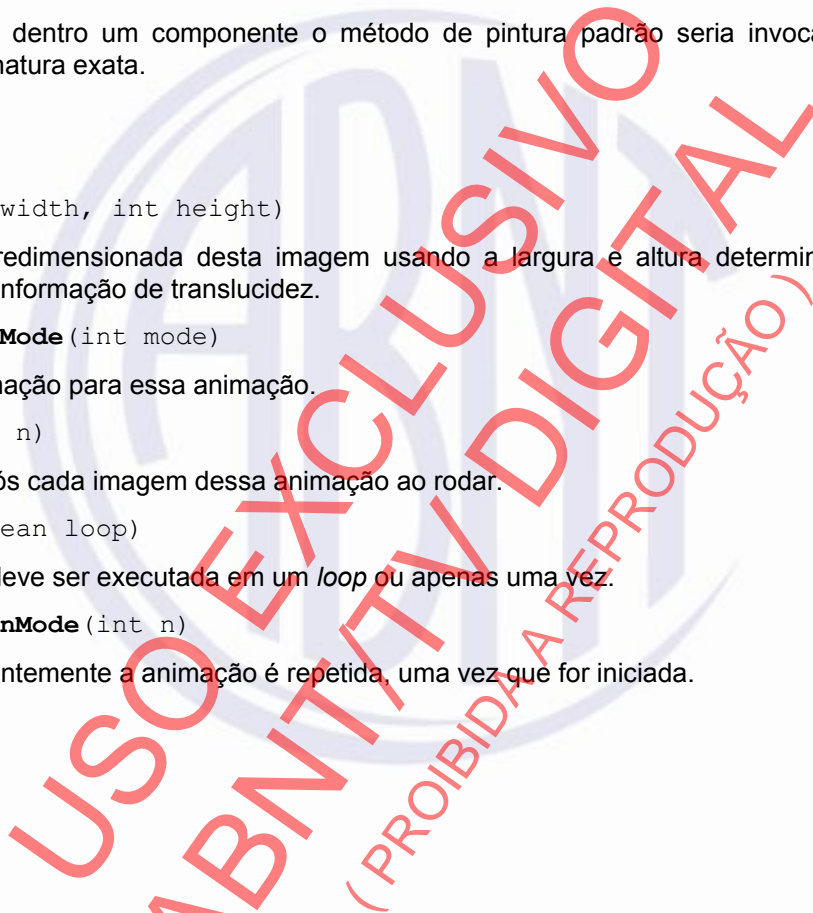 dentro um componente o método de pintura padrão seria
natura exata.
width, int height)
redimensionada desta imagem usando a largura e altura
nformação de translucidez.
Mode(int mode)
nação para essa animação.
n)
ós cada imagem dessa animação ao rodar.
ean loop)
deve ser executada em um loop ou apenas uma vez.
nMode(int n)
ntemente a animação é repetida, uma vez que for iniciada.
ABNT
USO EXCLUSIVO
ABNT/TV DIGITAL
( PROIBIDA A REPRODUÇÃO )